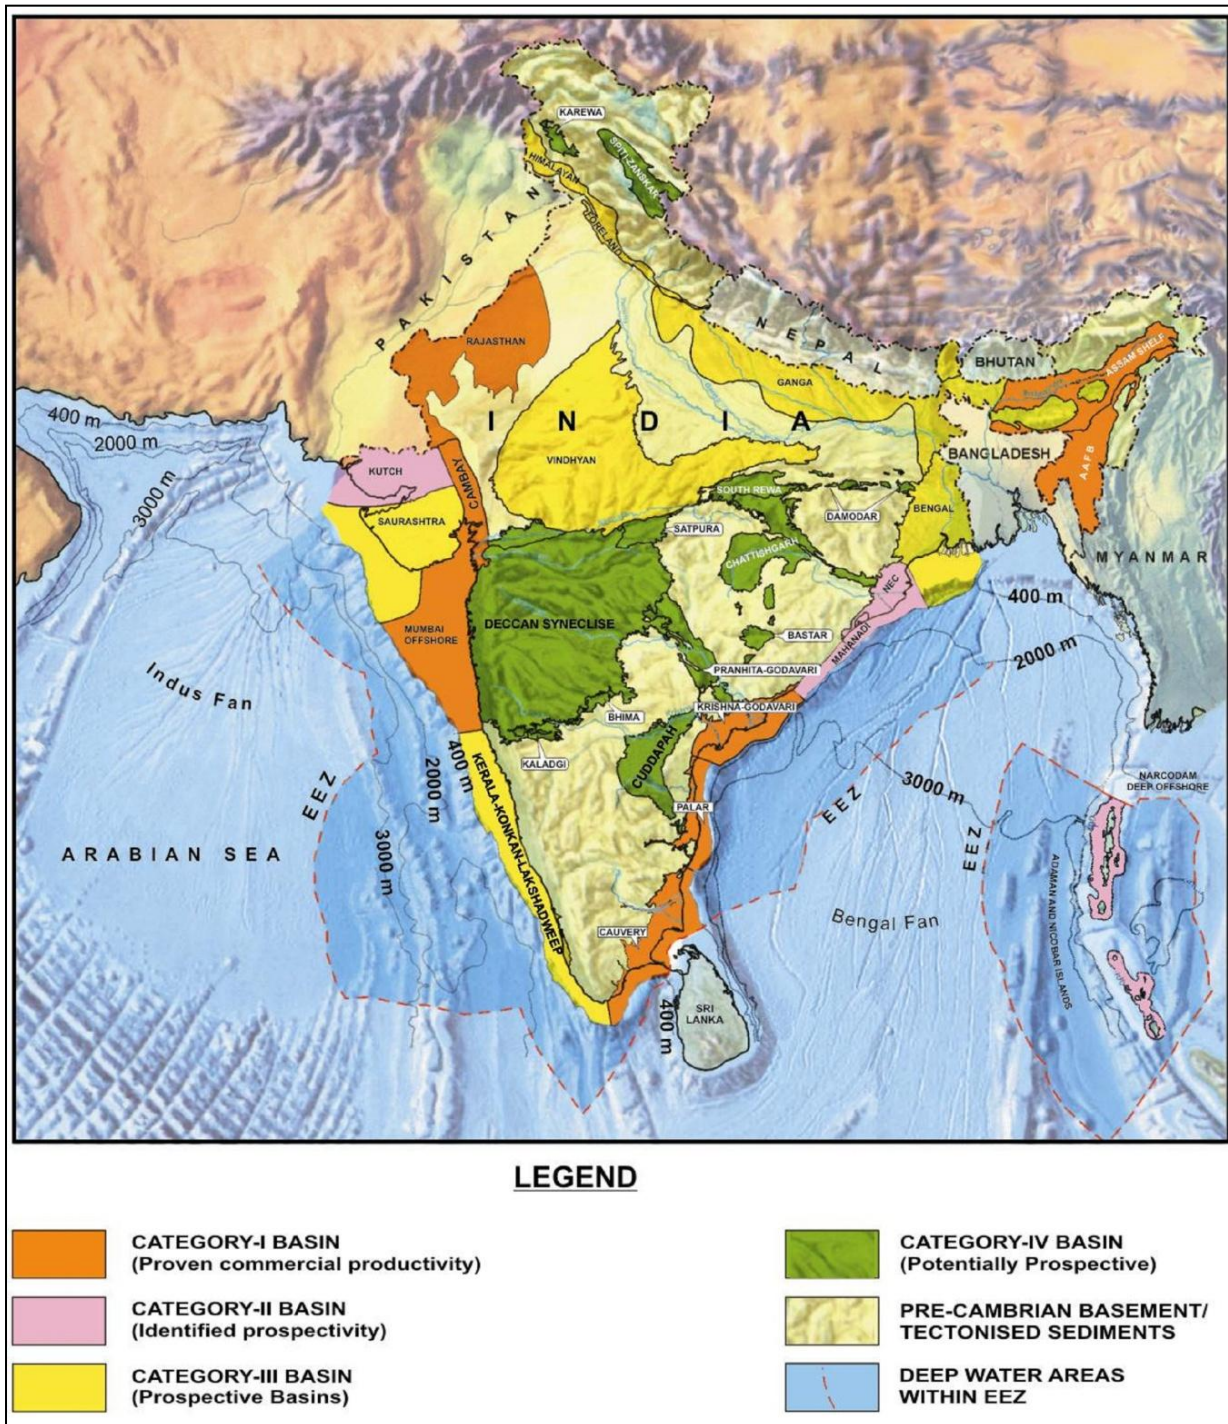 KAREWA
SPITI-ZANSKAR
HIMALAYAN
FORELAND
PAKISTAN
RAJASTHAN
NEPAL
BHUTAN
ASSAM SHELF
GANGA
400 m
2000 m
3000 m
INDIA
BANGLADESH
AAFB
KUTCH
CAMBAY
VINDHYAN
SOUTH REWA
DAMODAR
BENGAL
SAURASHTRA
SATPURA
CHATTISHGARH
MYANMAR
NEC
400 m
MUMBAI
OFFSHORE
DECCAN SYNECLISE
BASTAR
MAHANADI
2000 m
PRANHITA-GODAVARI
Indus Fan
BHIMA
KRISHNA-GODAVARI
KALADGI
CUDDAPAH
400 m
2000 m
3000 m
EEZ
KERALA-KONKAN-LAKSHADWEEP
PALAR
EEZ
3000 m
EEZ
NARCODAM
DEEP OFFSHORE
ARABIAN SEA
ADAMAN AND NICOBAR ISLANDS
Bengal Fan
CAUVERY
SRI
LANKA
400 m
LEGEND
CATEGORY-I BASIN
(Proven commercial productivity)
CATEGORY-II BASIN
(Identified prospectivity)
CATEGORY-III BASIN
(Prospective Basins)
CATEGORY-IV BASIN
(Potentially Prospective)
PRE-CAMBRIAN BASEMENT/
TECTONISED SEDIMENTS
DEEP WATER AREAS
WITHIN EEZ